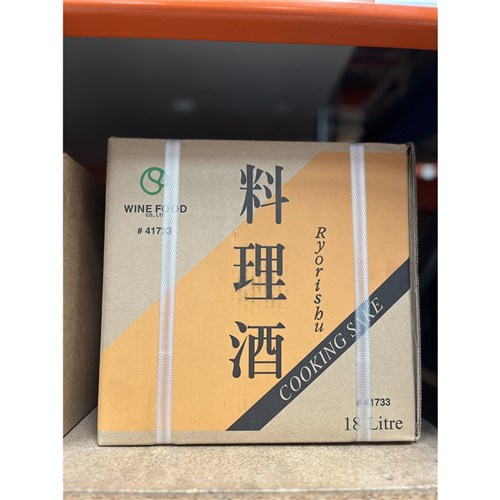 WINE FOOD
CO., LTD
# 41733
料理酒
Ryorishu
COOKING SAKE
# 41733
18 Litre